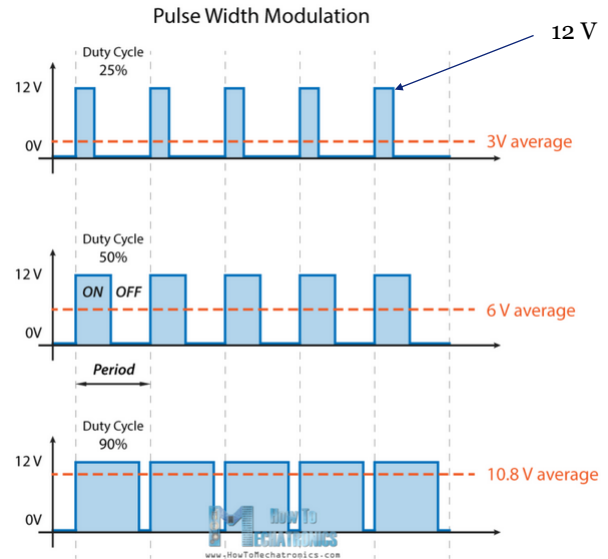 Pulse Width Modulation
12 V
Duty Cycle
25%
12 V
0V
3V average
Duty Cycle
50%
12 V
ON OFF
0V
6 V average
Period
Duty Cycle
90%
12 V
0V
10.8 V average
How To
MECHATRONICS
www.HowToMechatronics.com